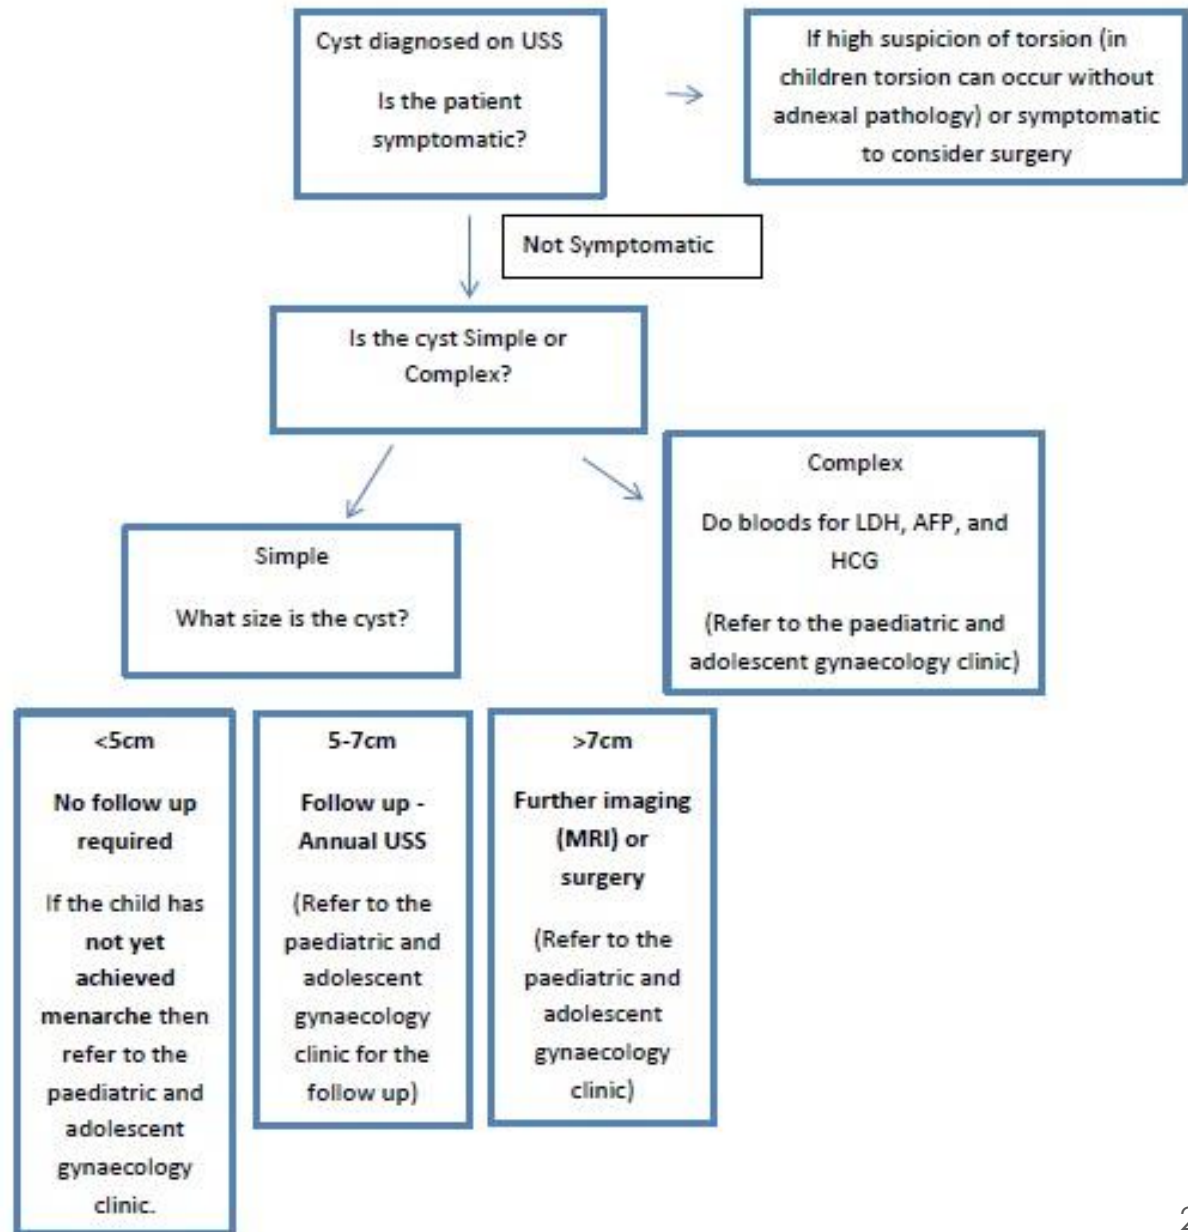 Cyst diagnosed on USS
Is the patient
symptomatic?
If high suspicion of torsion (in
children torsion can occur without
adnexal pathology) or symptomatic
to consider surgery
Not Symptomatic
Is the cyst Simple or
Complex?
Complex
Do bloods for LDH, AFP, and
HCG
(Refer to the paediatric and
adolescent gynaecology clinic)
Simple
What size is the cyst?
<5cm
No follow up
required
If the child has
not yet
achieved
menarche then
refer to the
paediatric and
adolescent
gynaecology
clinic.
5-7cm
Follow up -
Annual USS
(Refer to the
paediatric and
adolescent
gynaecology
clinic for the
follow up)
>7cm
Further imaging
(MRI) or
surgery
(Refer to the
paediatric and
adolescent
gynaecology
clinic)